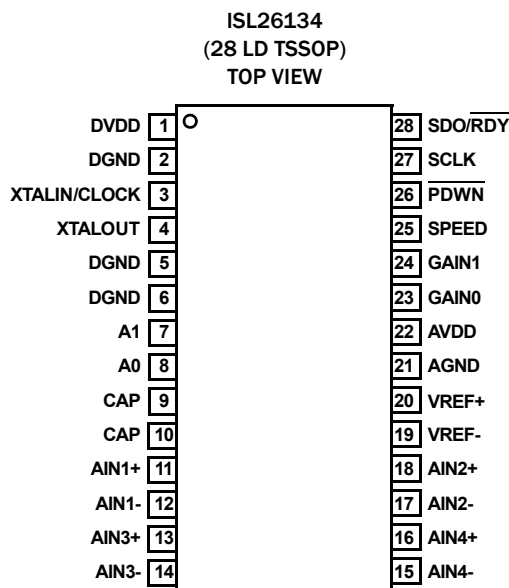 ISL26134
(28 LD TSSOP)
TOP VIEW
DVDD 1 28 SDO/RDY
DGND 2 27 SCLK
XTALIN/CLOCK 3 26 PDWN
XTALOUT 4 25 SPEED
DGND 5 24 GAIN1
DGND 6 23 GAIN0
A1 7 22 AVDD
A0 8 21 AGND
CAP 9 20 VREF+
CAP 10 19 VREF-
AIN1+ 11 18 AIN2+
AIN1- 12 17 AIN2-
AIN3+ 13 16 AIN4+
AIN3- 14 15 AIN4-